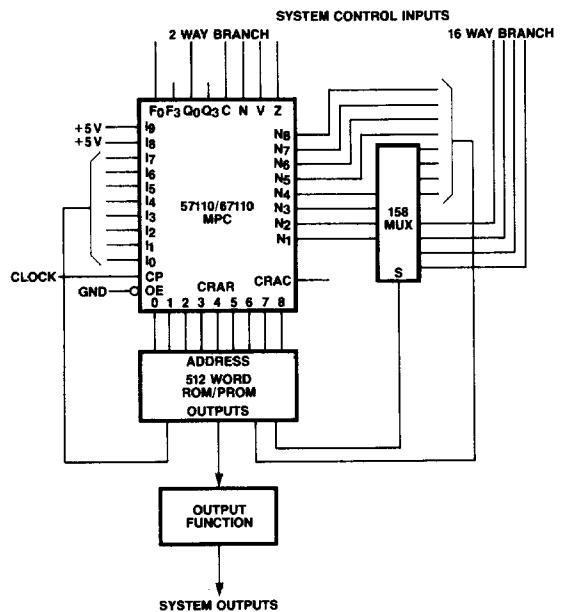 SYSTEM CONTROL INPUTS
2 WAY BRANCH
16 WAY BRANCH
F0 F3 Q0 Q3 C N V Z
+5V I9
+5V I8
I7
I6
I5
I4
I3
I2
I1
I0
CLOCK CP
GND OE
57110/67110
MPC
N8
N7
N6
N5
N4
N3
N2
N1
CRAC
CRAR
0 1 2 3 4 5 6 7 8
158
MUX
S
ADDRESS
512 WORD
ROM/PROM
OUTPUTS
OUTPUT
FUNCTION
SYSTEM OUTPUTS